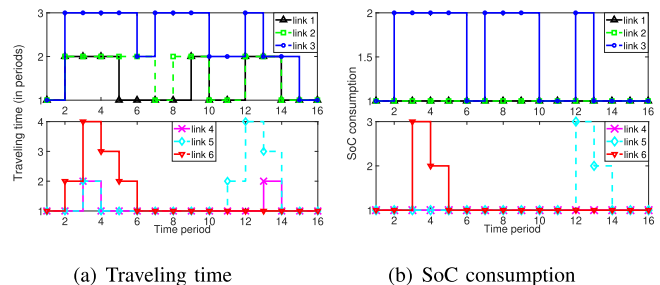 3
2
1
2 4 6 8 10 12 14 16
link 1
link 2
link 3
4
3
2
1
2 4 6 8 10 12 14 16
link 4
link 5
link 6
Traveling time (in periods)
Time period
(a) Traveling time
2
1.5
1
2 4 6 8 10 12 14 16
link 1
link 2
link 3
3
2
1
2 4 6 8 10 12 14 16
link 4
link 5
link 6
SoC consumption
Time period
(b) SoC consumption